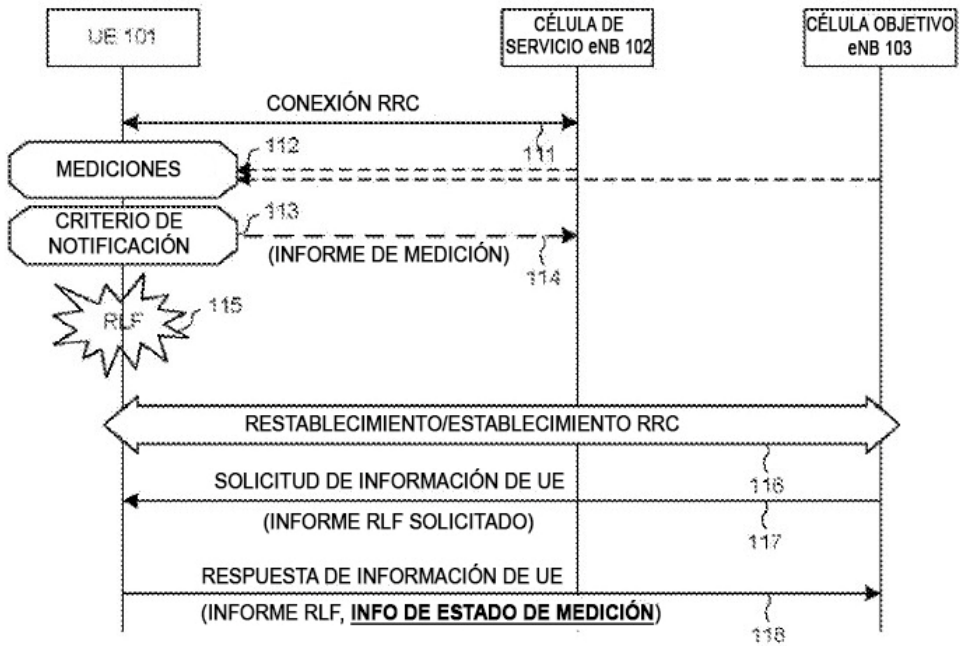 UE 101
CÉLULA DE
SERVICIO eNB 102
CÉLULA OBJETIVO
eNB 103
CONEXIÓN RRC
111
112
MEDICIONES
113
CRITERIO DE
NOTIFICACIÓN
(INFORME DE MEDICIÓN)
114
RLF
115
RESTABLECIMIENTO/ESTABLECIMIENTO RRC
116
SOLICITUD DE INFORMACIÓN DE UE
(INFORME RLF SOLICITADO)
117
RESPUESTA DE INFORMACIÓN DE UE
(INFORME RLF, INFO DE ESTADO DE MEDICIÓN)
118